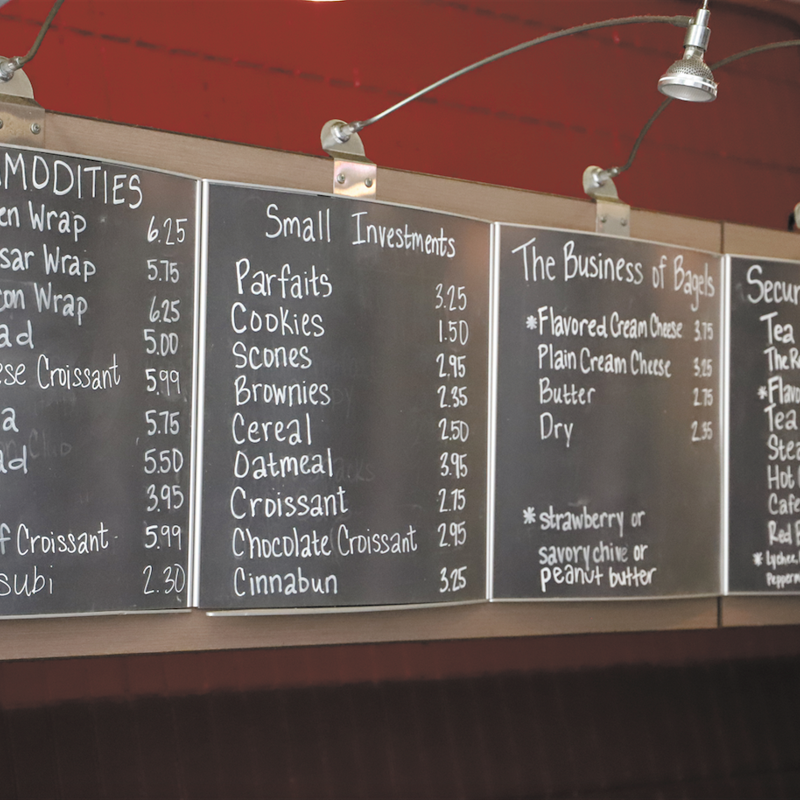 MODITIES
en Wrap 6.25
sar Wrap 5.75
con Wrap 6.25
ad 5.00
ese Croissant 5.99
a 5.75
ad 5.50
3.95
f Croissant 5.99
subi 2.30
Small Investments
Parfaits 3.25
Cookies 1.50
Scones 2.95
Brownies 2.35
Cereal 2.50
Oatmeal 3.95
Croissant 2.75
Chocolate Croissant 2.95
Cinnabun 3.25
The Business of Bagels
*Flavored Cream Cheese 3.75
Plain Cream Cheese 3.25
Butter 2.75
Dry 2.35
*strawberry or
savory chive or
peanut butter
Secur
Tea
The Re
*Flavo
Tea
Stea
Hot
Cafe
Red B
*Lychee,
Pepperm